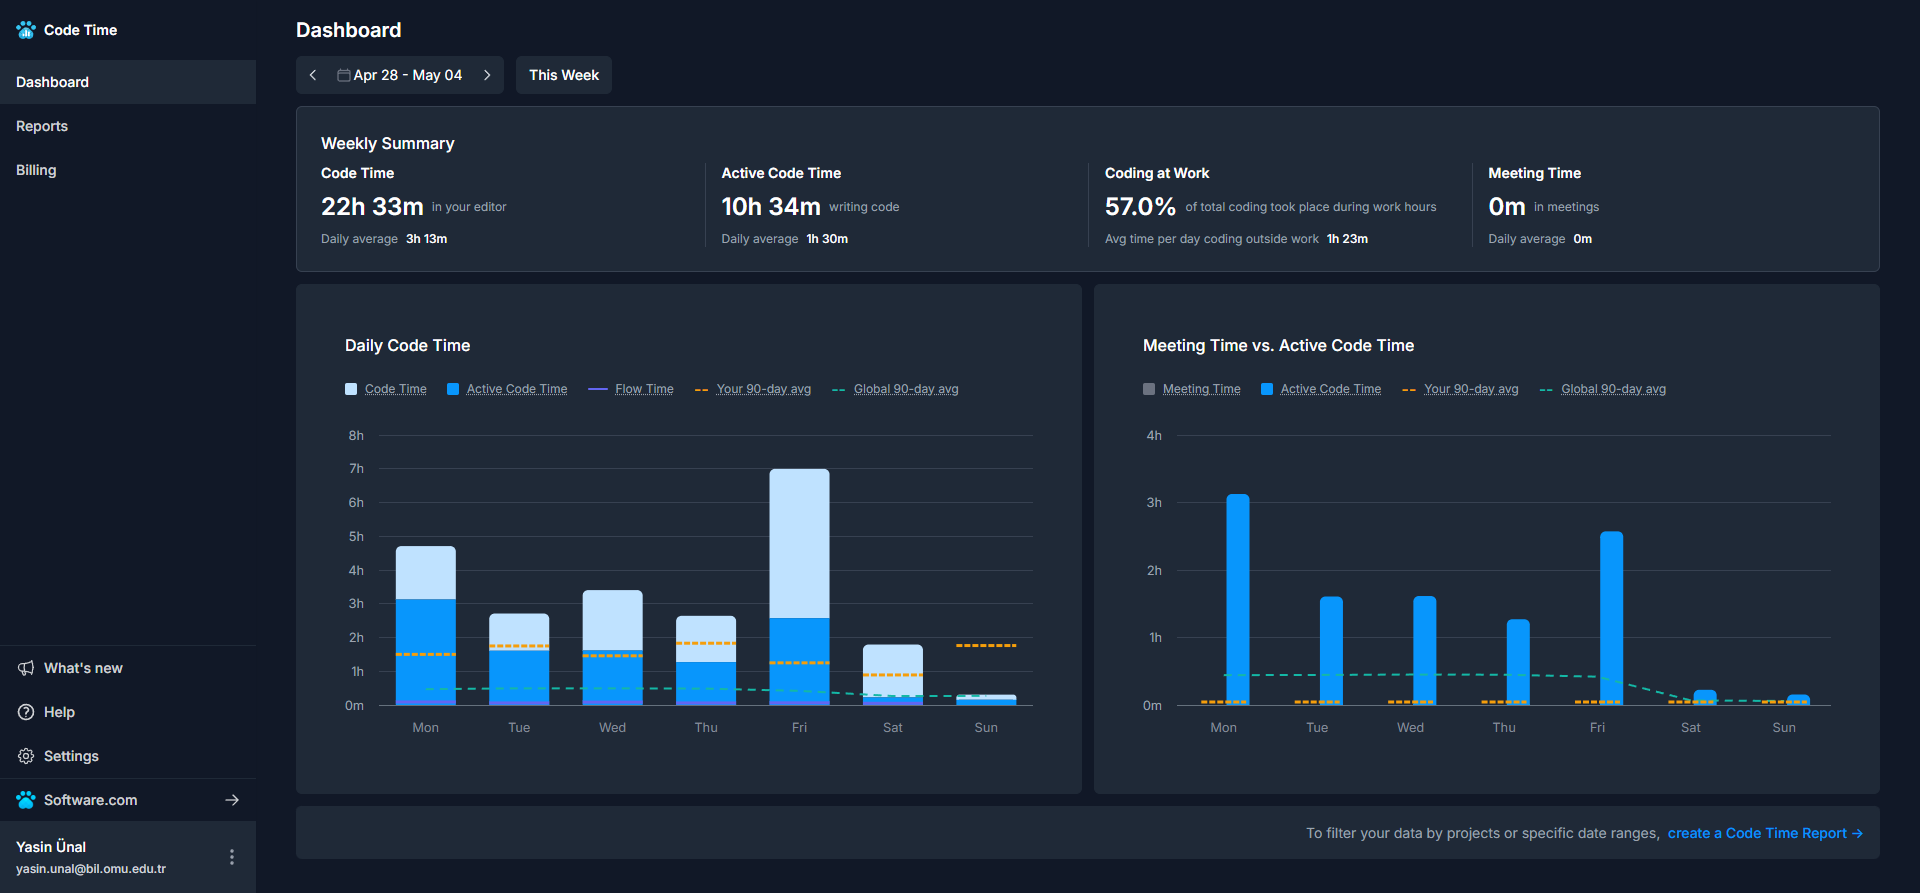 Code Time
Dashboard
Reports
Billing
What's new
Help
Settings
Software.com
Yasin Ünal
yasin.unal@bil.omu.edu.tr
Dashboard
Apr 28 - May 04
This Week
Weekly Summary
Code Time
22h 33m in your editor
Daily average 3h 13m
Active Code Time
10h 34m writing code
Daily average 1h 30m
Coding at Work
57.0% of total coding took place during work hours
Avg time per day coding outside work 1h 23m
Meeting Time
0m in meetings
Daily average 0m
Daily Code Time
Code Time Active Code Time Flow Time Your 90-day avg Global 90-day avg
8h
7h
6h
5h
4h
3h
2h
1h
0m
Mon Tue Wed Thu Fri Sat Sun
Meeting Time vs. Active Code Time
Meeting Time Active Code Time Your 90-day avg Global 90-day avg
4h
3h
2h
1h
0m
Mon Tue Wed Thu Fri Sat Sun
To filter your data by projects or specific date ranges, create a Code Time Report →